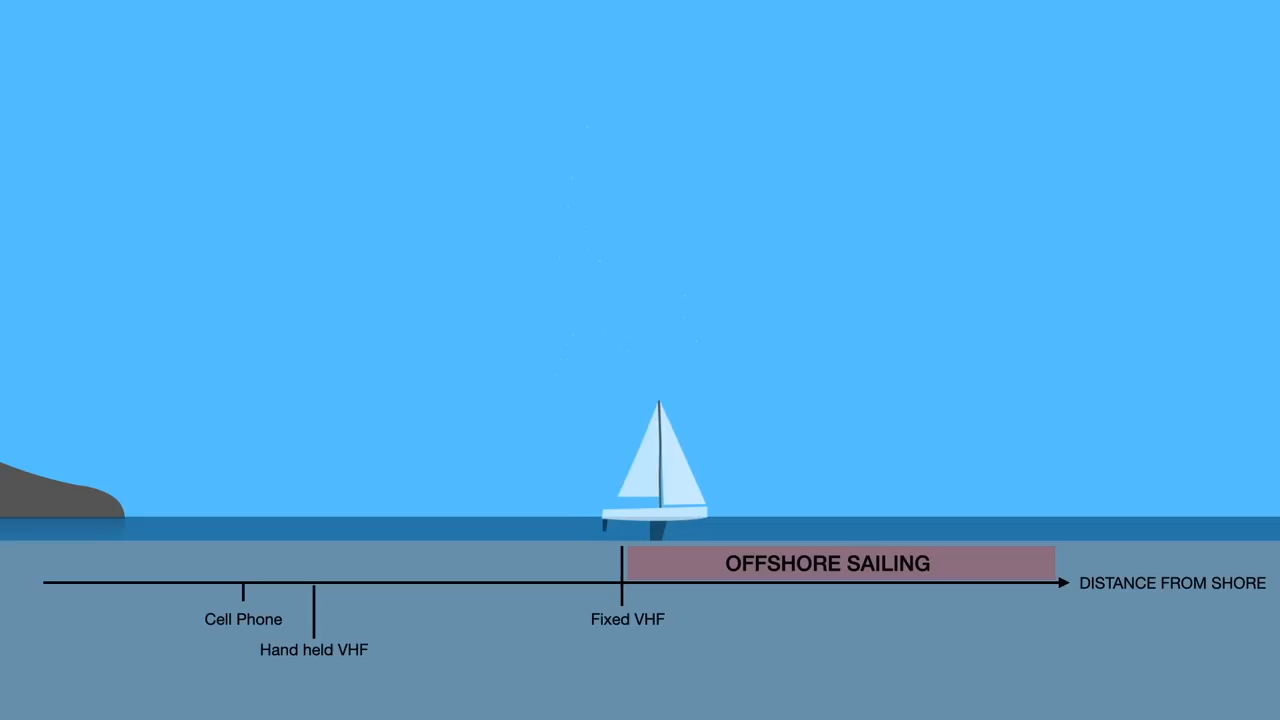 OFFSHORE SAILING
DISTANCE FROM SHORE
Cell Phone
Fixed VHF
Hand held VHF